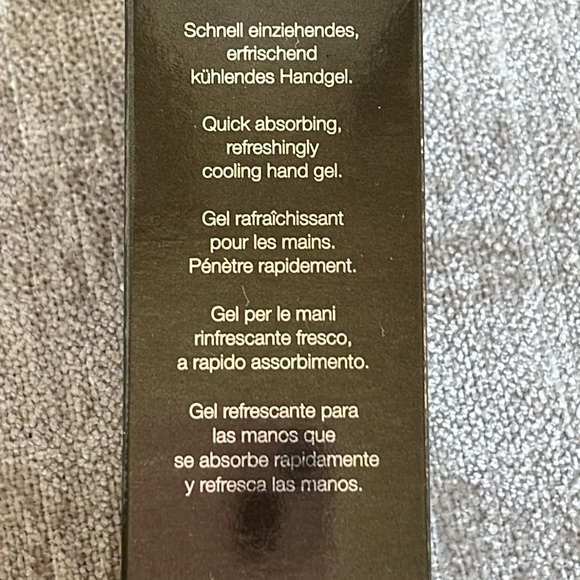 Schnell einziehendes,
erfrischend
kühlendes Handgel.
Quick absorbing,
refreshingly
cooling hand gel.
Gel rafraîchissant
pour les mains.
Pénètre rapidement.
Gel per le mani
rinfrescante fresco,
a rapido assorbimento.
Gel refrescante para
las manos que
se absorbe rapidamente
y refresca las manos.